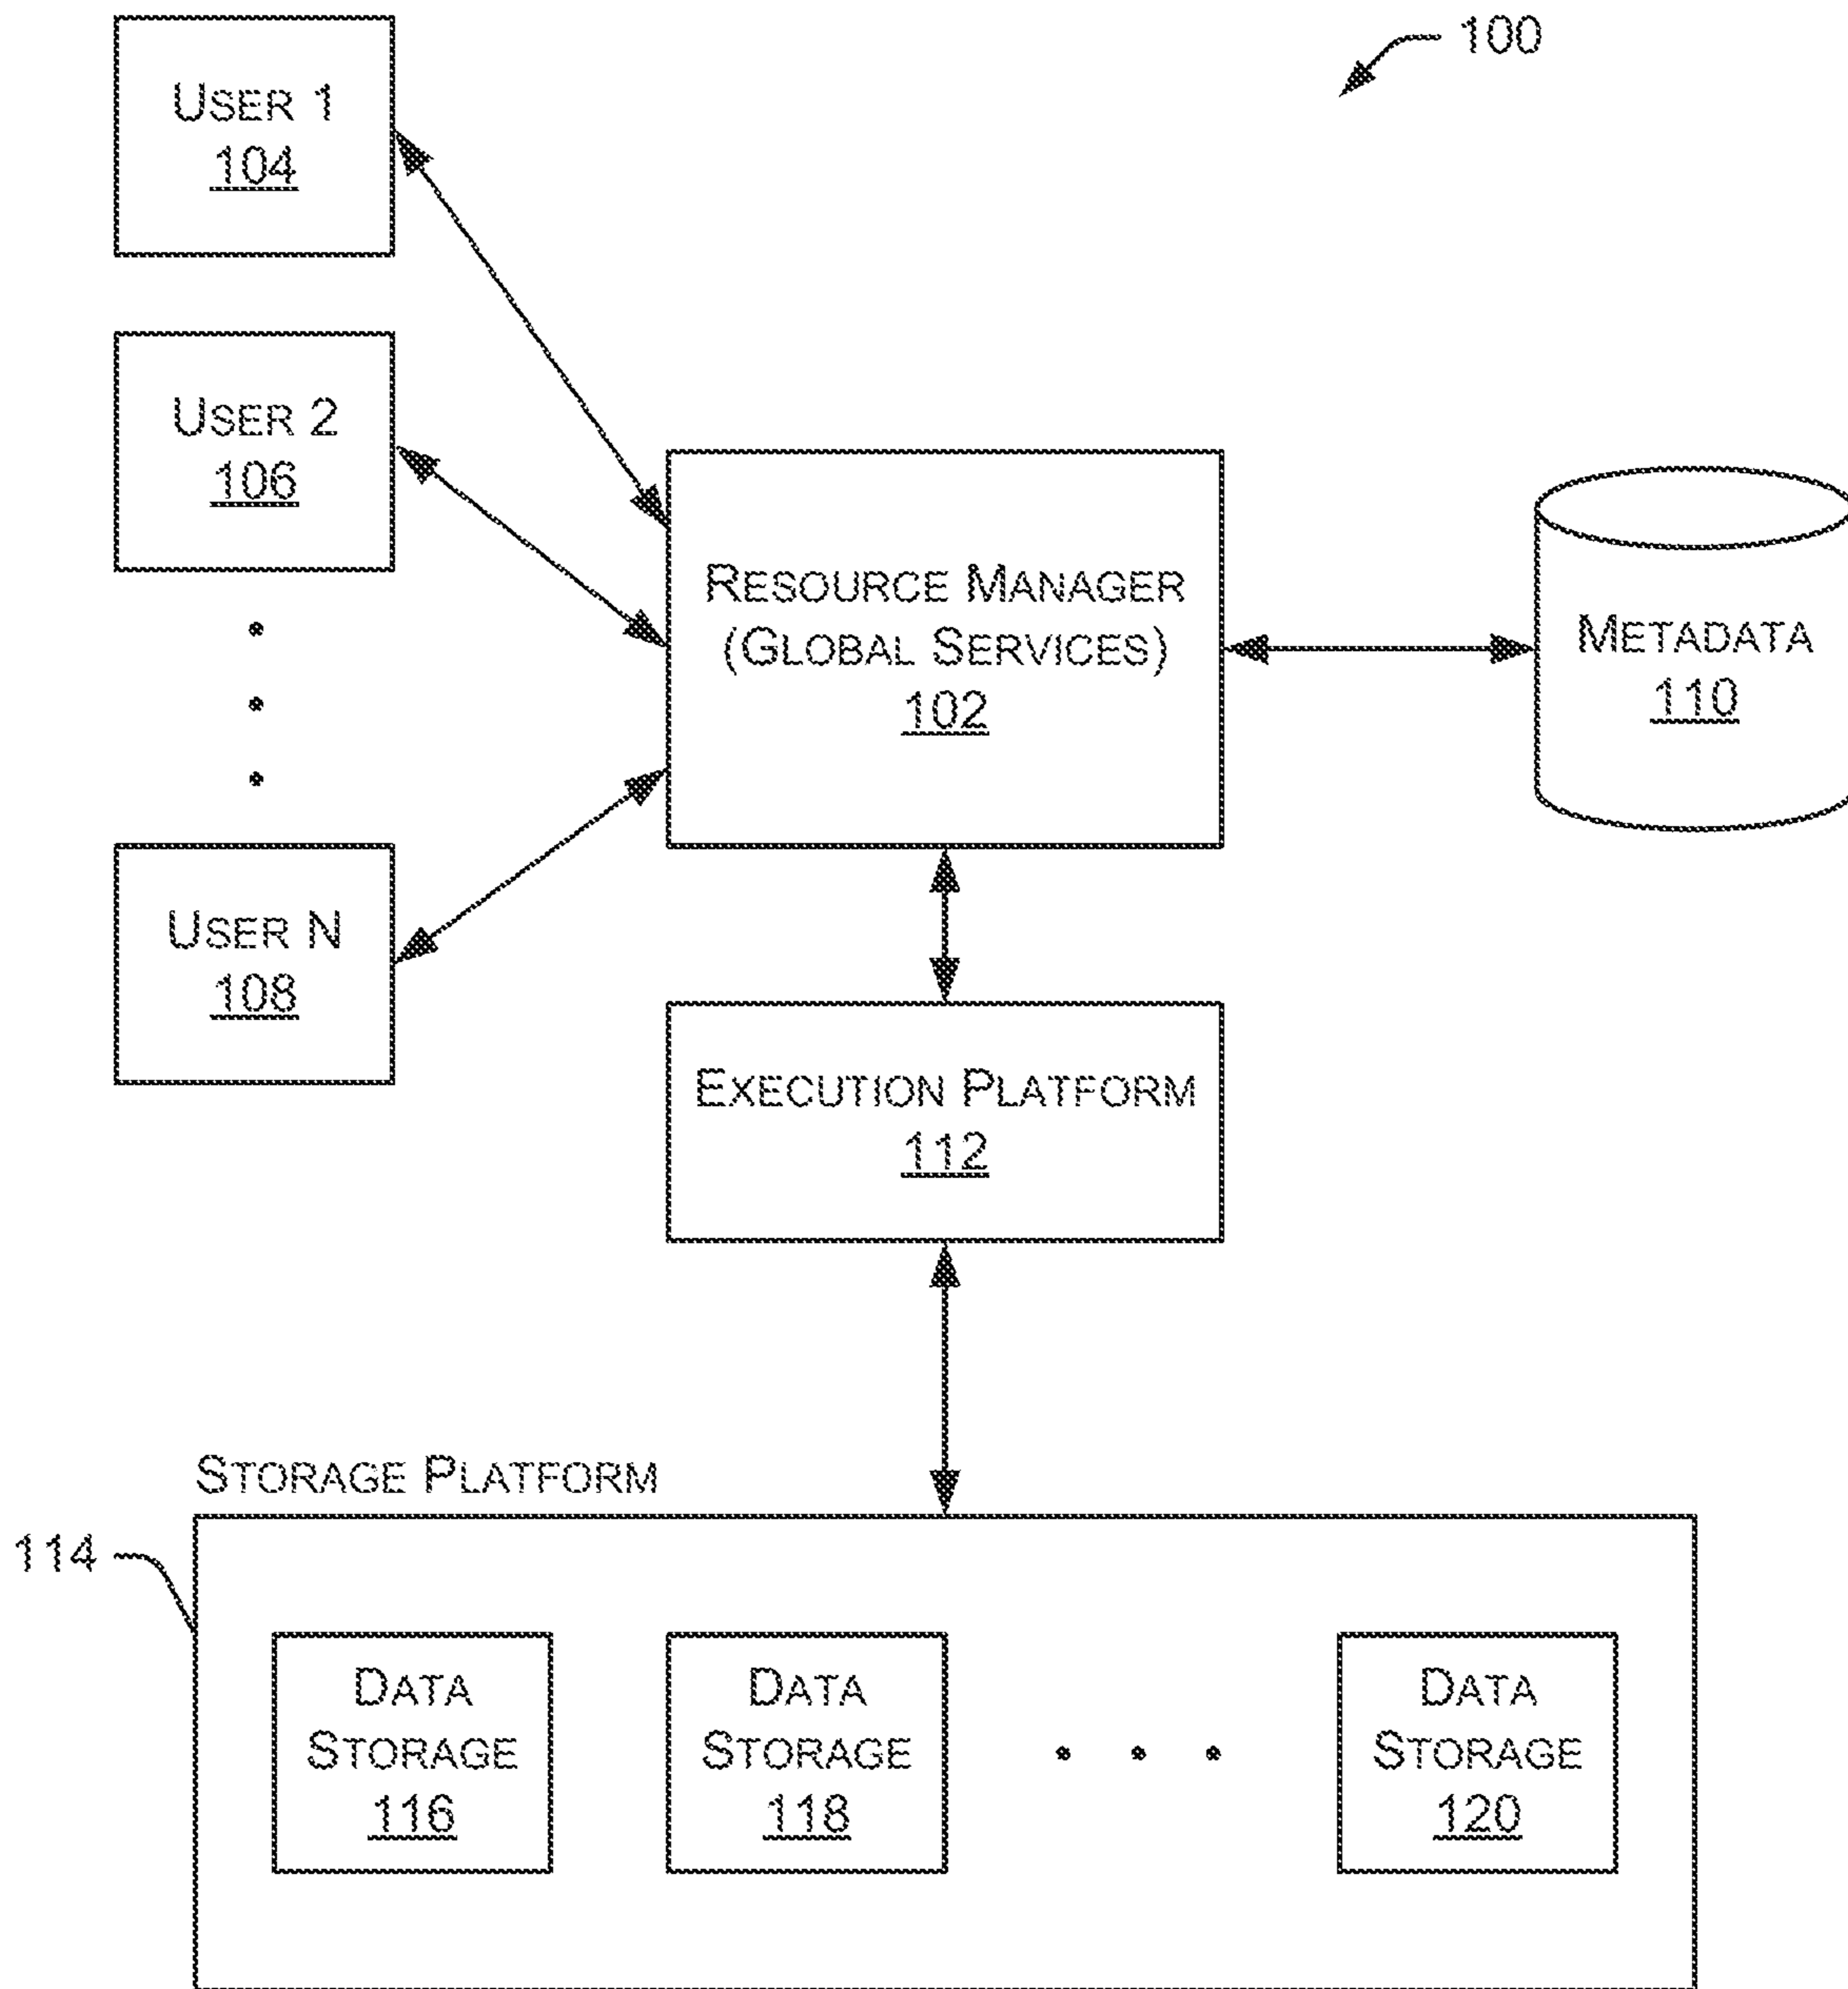 100
USER 1
104
USER 2
106
RESOURCE MANAGER
(GLOBAL SERVICES)
102
METADATA
110
USER N
108
EXECUTION PLATFORM
112
STORAGE PLATFORM
114
DATA
STORAGE
116
DATA
STORAGE
118
DATA
STORAGE
120